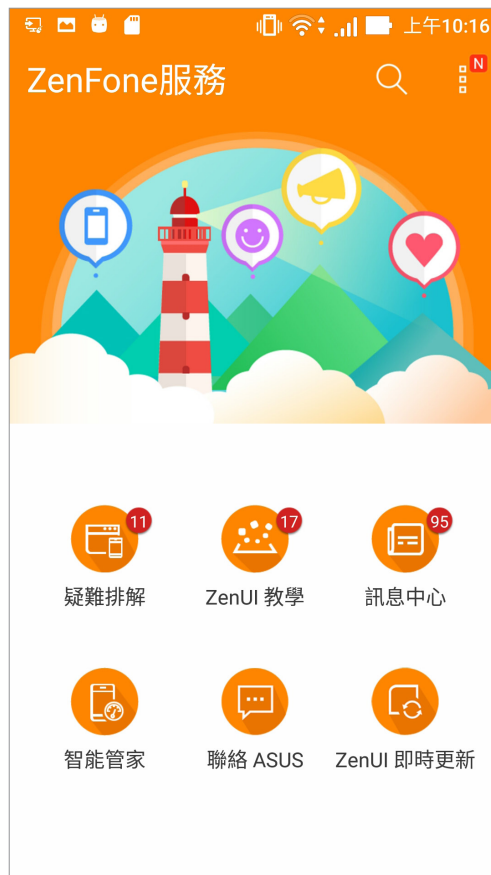 上午10:16
ZenFone服務
N
11
17
95
疑難排解
ZenUI 教學
訊息中心
智能管家
聯絡 ASUS
ZenUI 即時更新